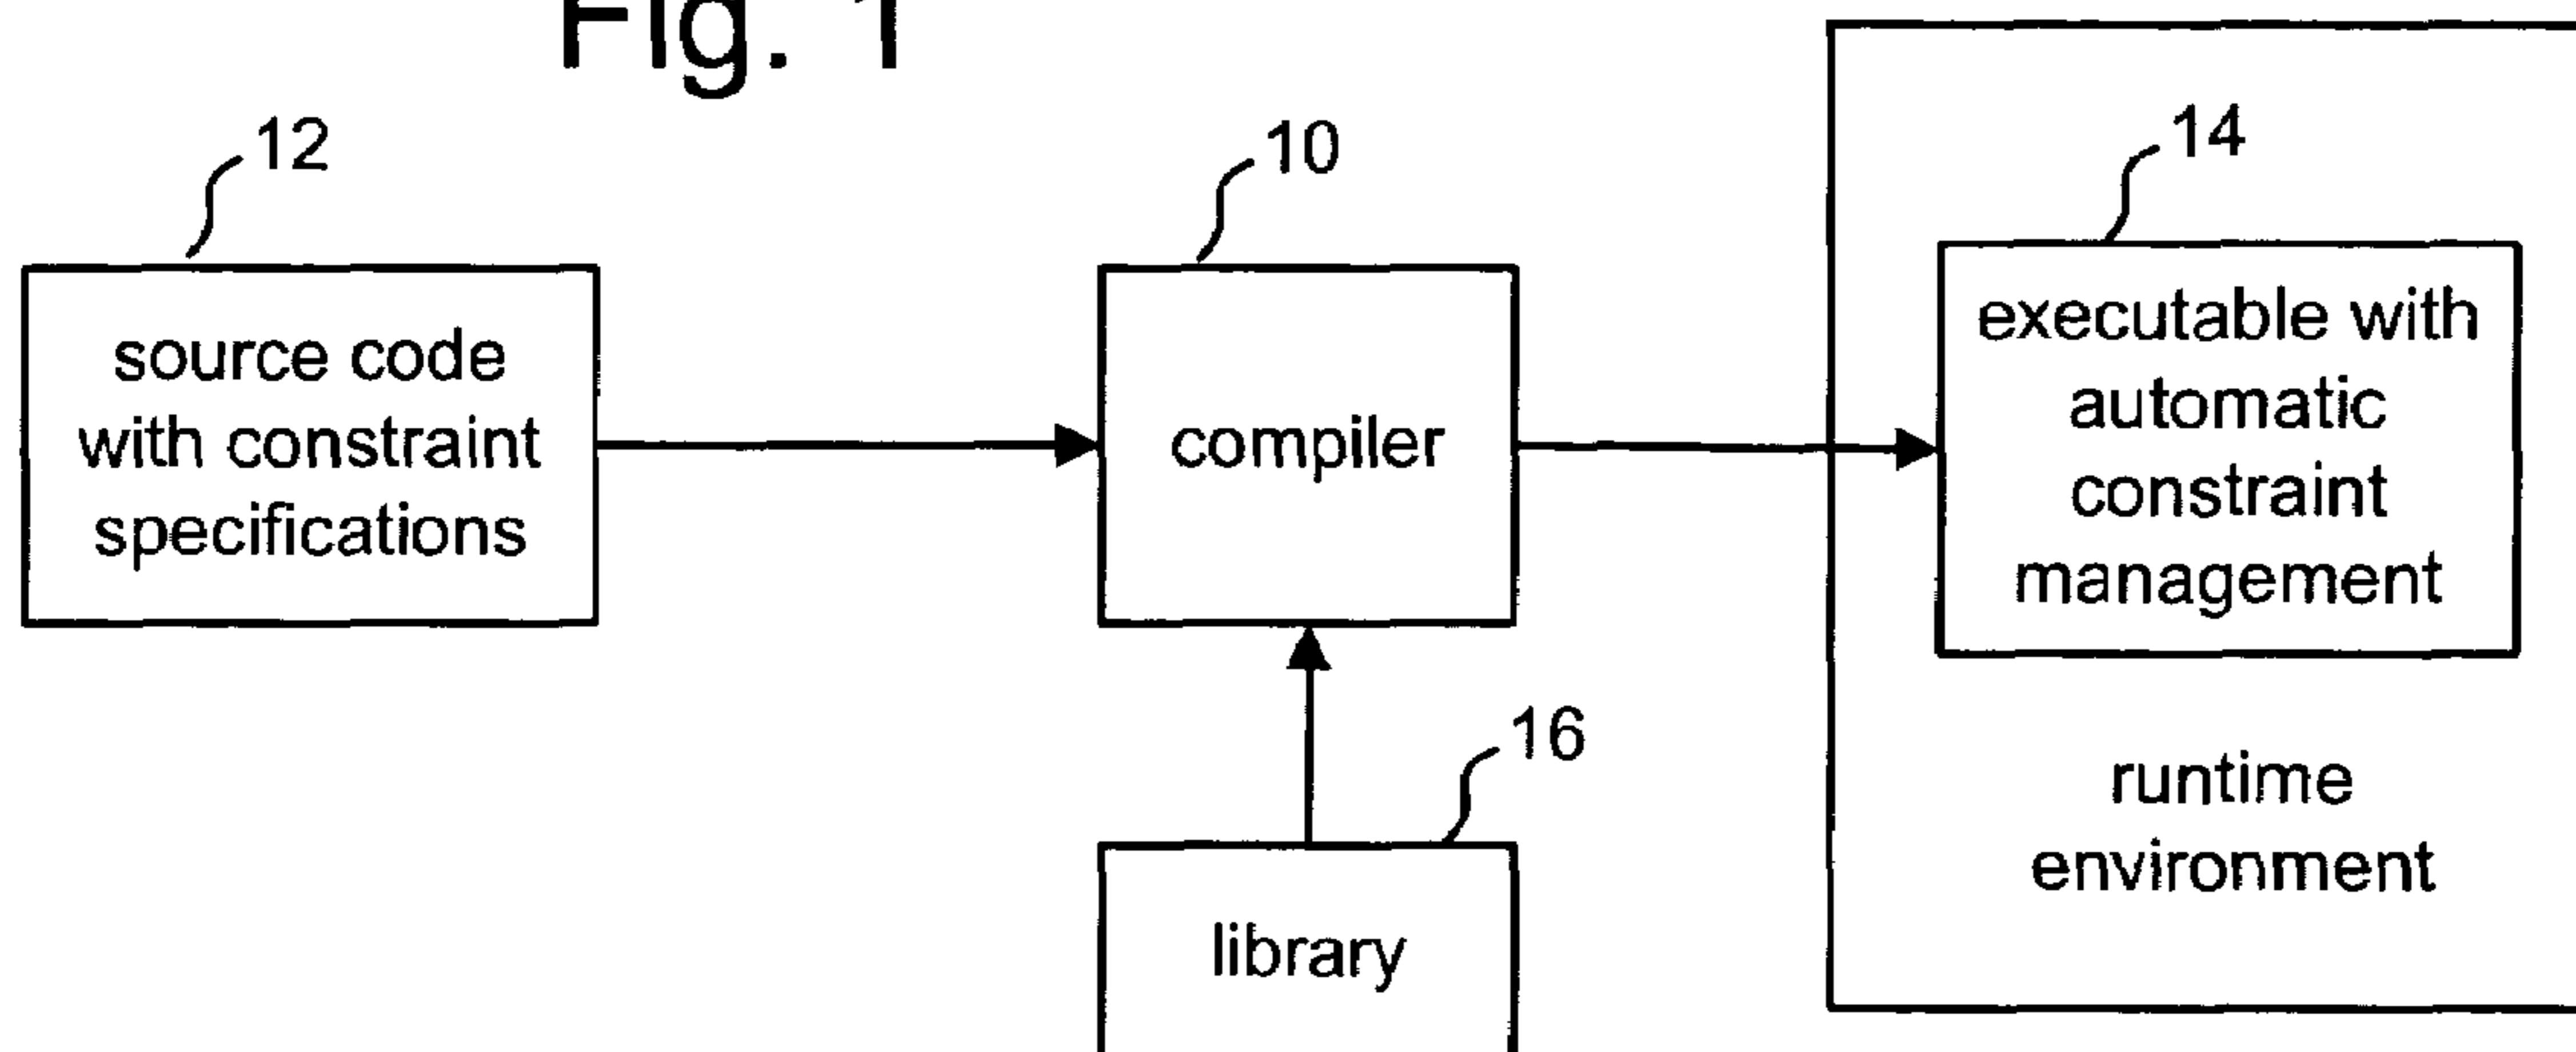 Fig. 1
12
10
14
source code
with constraint
specifications
compiler
executable with
automatic
constraint
management
16
library
runtime
environment